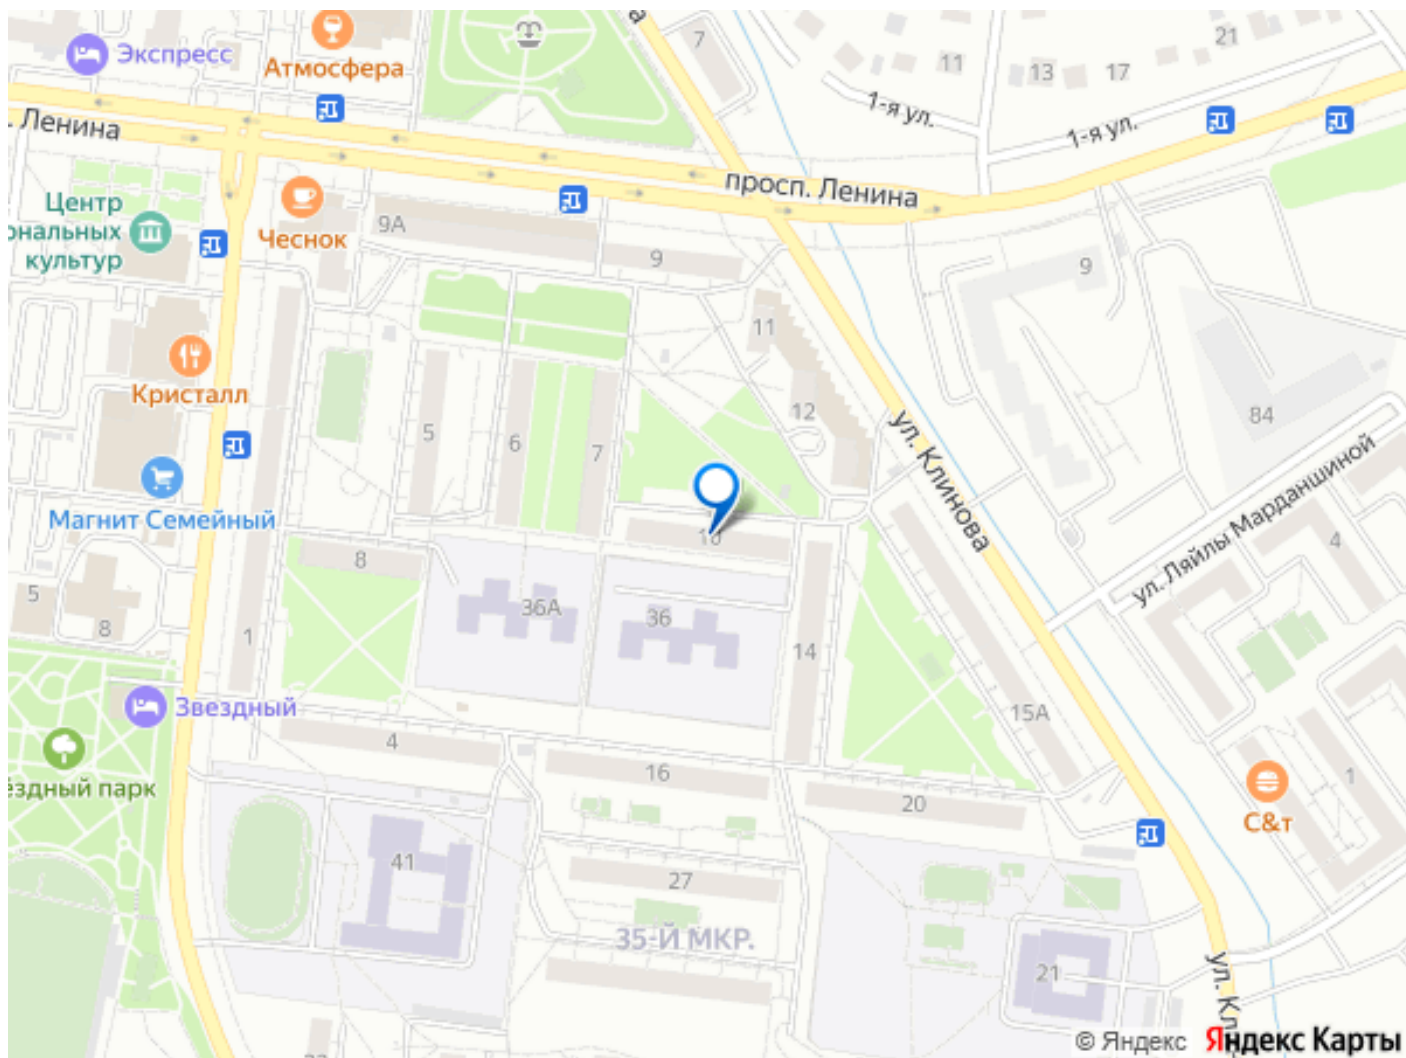 7
21
Экспресс
11
13
17
Атмосфера
1-я ул.
1-я ул.
Ленина
просп. Ленина
Центр
ональных
культур
Чеснок
9А
9
9
11
Кристалл
12
84
5
6
7
ул. Клинова
Магнит Семейный
ул. Ляйлы Марданшиной
4
8
5
8
36А
36
1
14
Звездный
15А
4
16
ёздный парк
20
1
C&т
41
27
35-Й МКР.
21
ул. Кл
© Яндекс Яндекс Карты